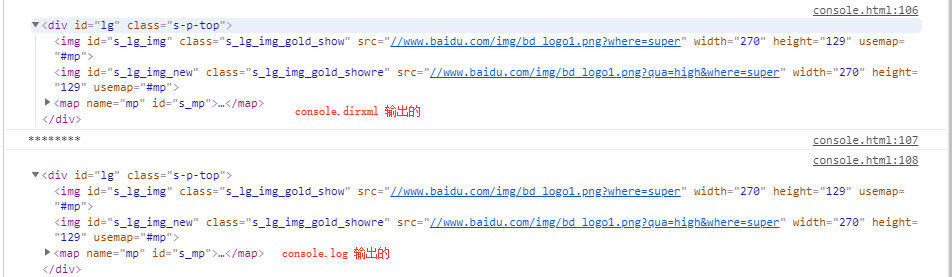 console.html:106
▼<div id="lg" class="s-p-top">
<img id="s_lg_img" class="s_lg_img_gold_show" src="//www.baidu.com/img/bd_logo1.png?where=super" width="270" height="129" usemap=
"#mp">
<img id="s_lg_img_new" class="s_lg_img_gold_showre" src="//www.baidu.com/img/bd_logo1.png?qua=high&where=super" width="270" height=
"129" usemap="#mp">
▶<map name="mp" id="s_mp">…</map>
console.dirxml 输出的
</div>
******** console.html:107
console.html:108
▼<div id="lg" class="s-p-top">
<img id="s_lg_img" class="s_lg_img_gold_show" src="//www.baidu.com/img/bd_logo1.png?where=super" width="270" height="129" usemap=
"#mp">
<img id="s_lg_img_new" class="s_lg_img_gold_showre" src="//www.baidu.com/img/bd_logo1.png?qua=high&where=super" width="270" height=
"129" usemap="#mp">
▶<map name="mp" id="s_mp">…</map> console.log 输出的
</div>